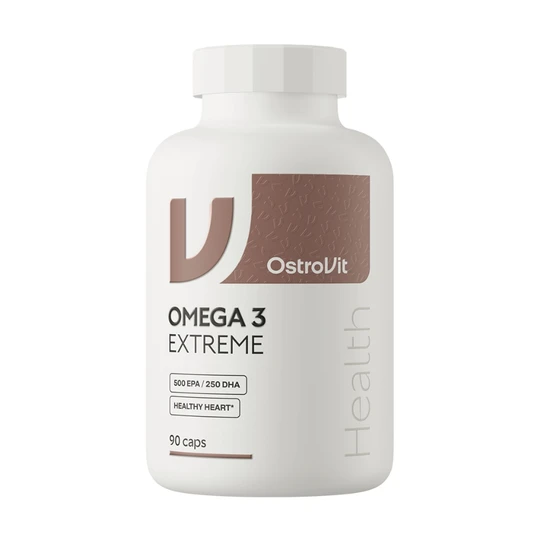 OstroVit
OMEGA 3
EXTREME
500 EPA / 250 DHA
HEALTHY HEART*
90 caps
Health